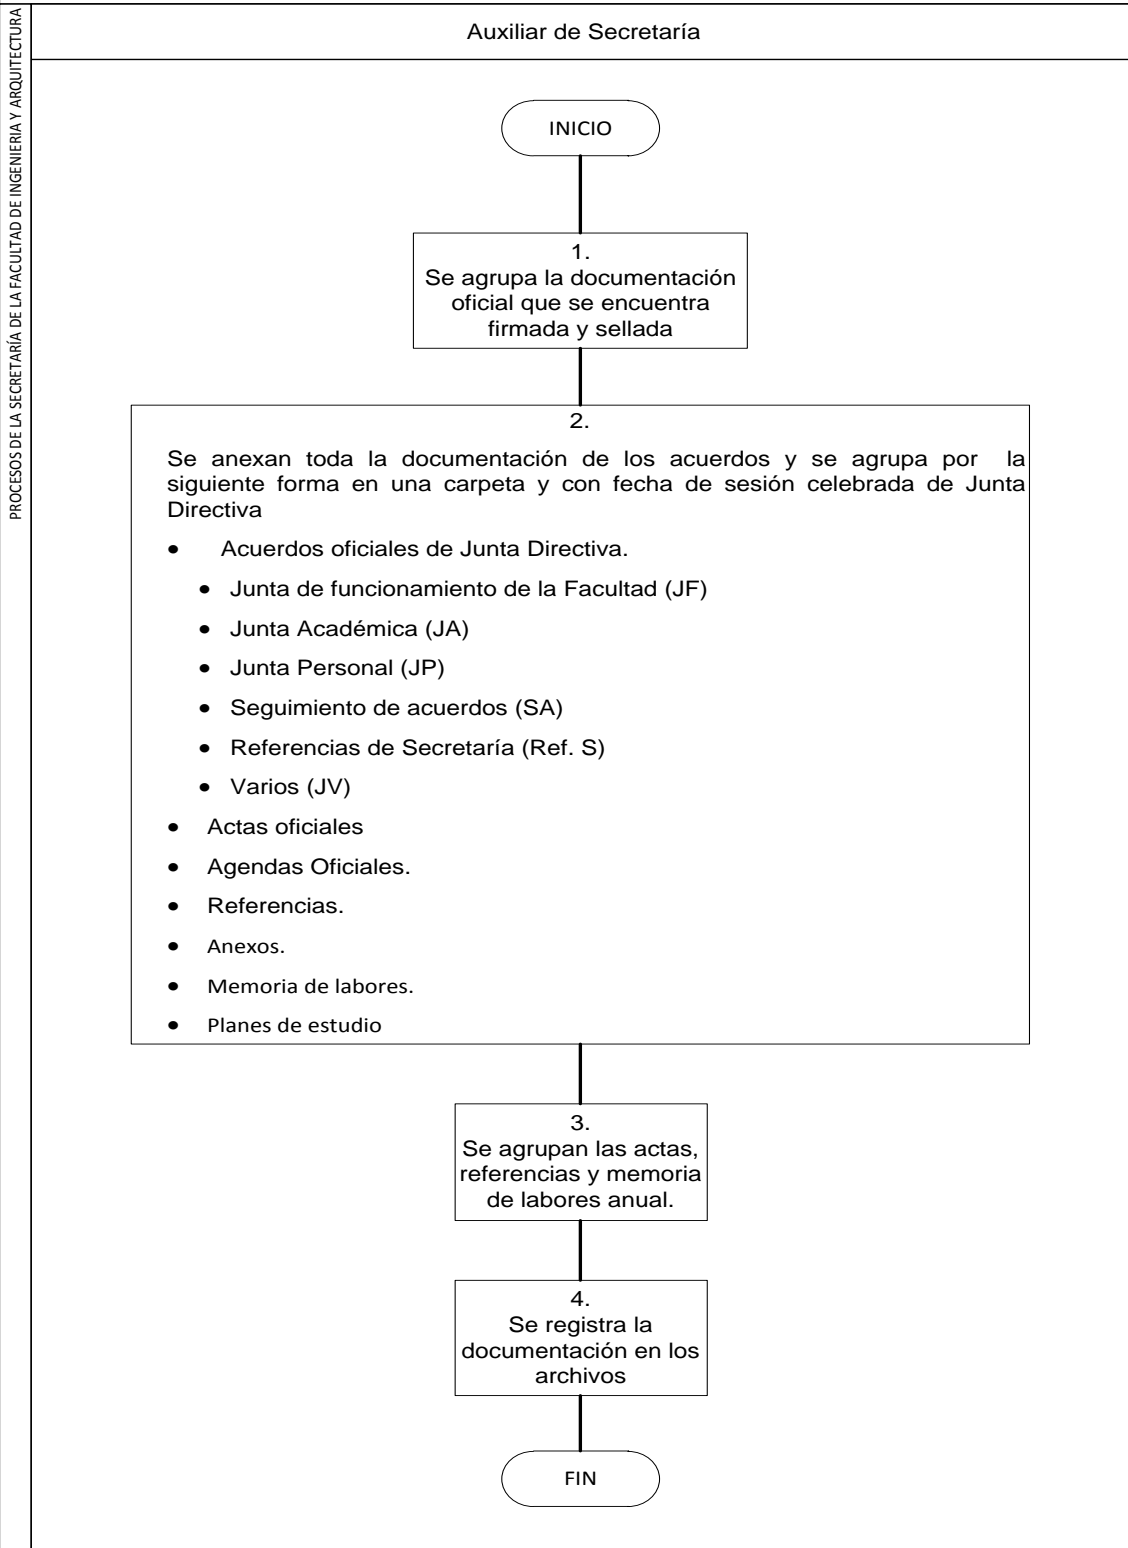 PROCESOS DE LA SECRETARÍA DE LA FACULTAD DE INGENIERIA Y ARQUITECTURA
Auxiliar de Secretaría
INICIO
1.
Se agrupa la documentación
oficial que se encuentra
firmada y sellada
2.
Se anexan toda la documentación de los acuerdos y se agrupa por la
siguiente forma en una carpeta y con fecha de sesión celebrada de Junta
Directiva
• Acuerdos oficiales de Junta Directiva.
• Junta de funcionamiento de la Facultad (JF)
• Junta Académica (JA)
• Junta Personal (JP)
• Seguimiento de acuerdos (SA)
• Referencias de Secretaría (Ref. S)
• Varios (JV)
• Actas oficiales
• Agendas Oficiales.
• Referencias.
• Anexos.
• Memoria de labores.
• Planes de estudio
3.
Se agrupan las actas,
referencias y memoria
de labores anual.
4.
Se registra la
documentación en los
archivos
FIN